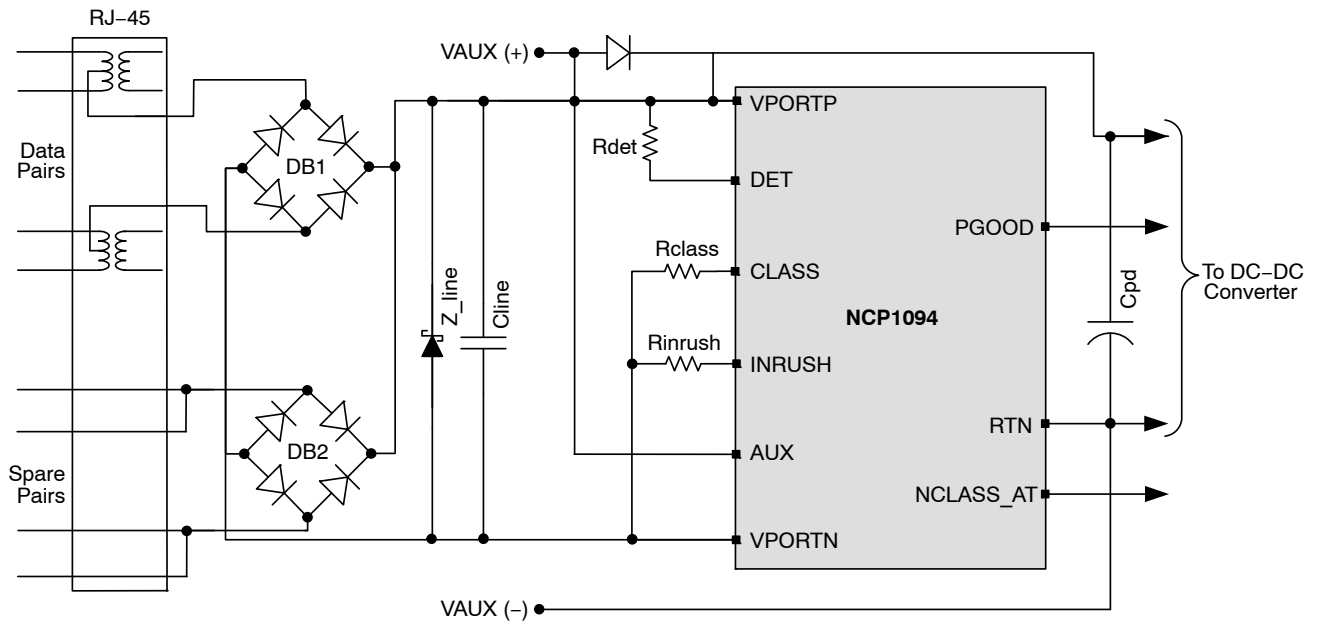 RJ−45
VAUX (+)
VPORTP
Rdet
Data
Pairs
DB1
DET
PGOOD
Rclass
CLASS
To DC−DC
Converter
Z_line
Cline
Cpd
NCP1094
Rinrush
INRUSH
RTN
DB2
AUX
Spare
Pairs
NCLASS_AT
VPORTN
VAUX (−)